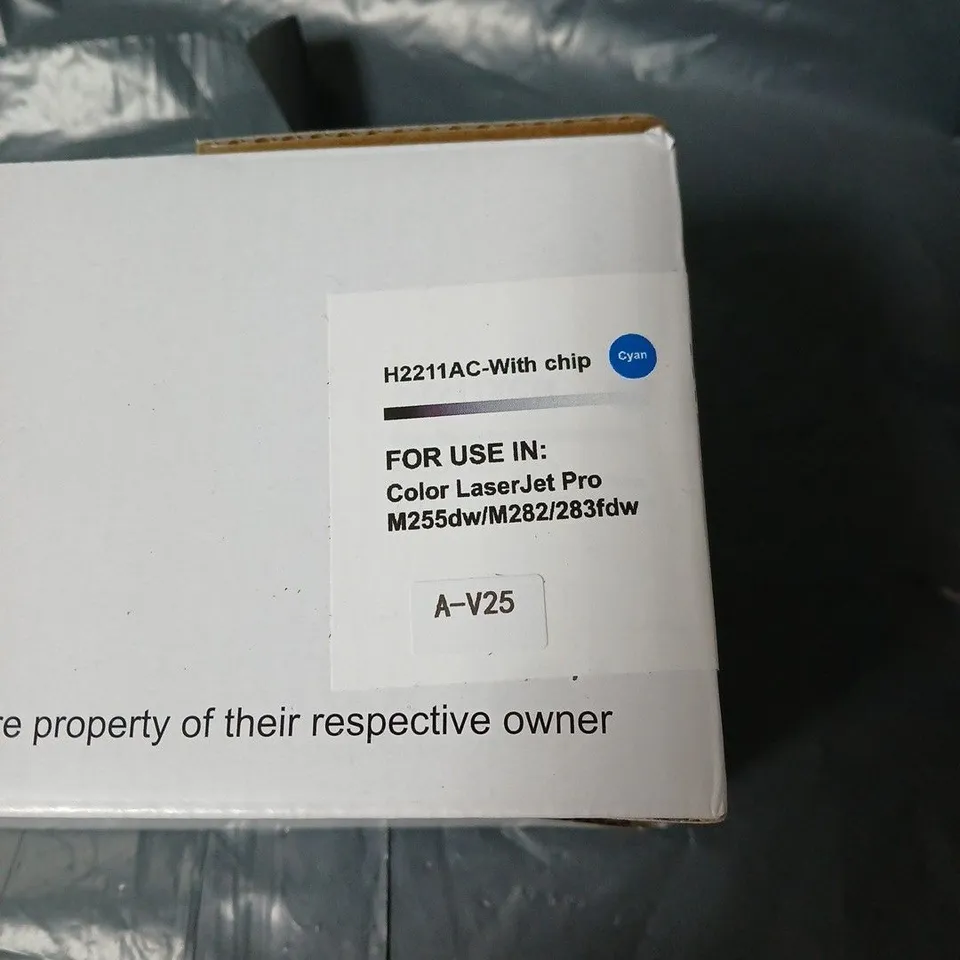 H2211AC-With chip
Cyan
FOR USE IN:
Color LaserJet Pro
M255dw/M282/283fdw
A-V25
property of their respective owner